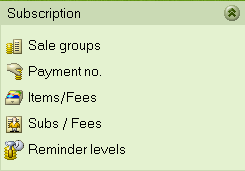 Subscription
Sale groups
Payment no.
Items/Fees
Subs / Fees
Reminder levels